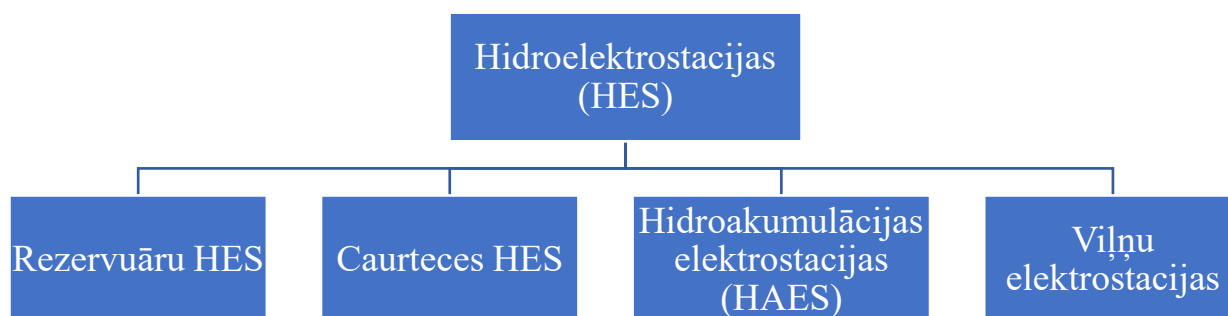 Hidroelektrostacijas
(HES)
Rezervuāru HES
Caurteces HES
Hidroakumulācijas
elektrostacijas
(HAES)
Viļņu
elektrostacijas